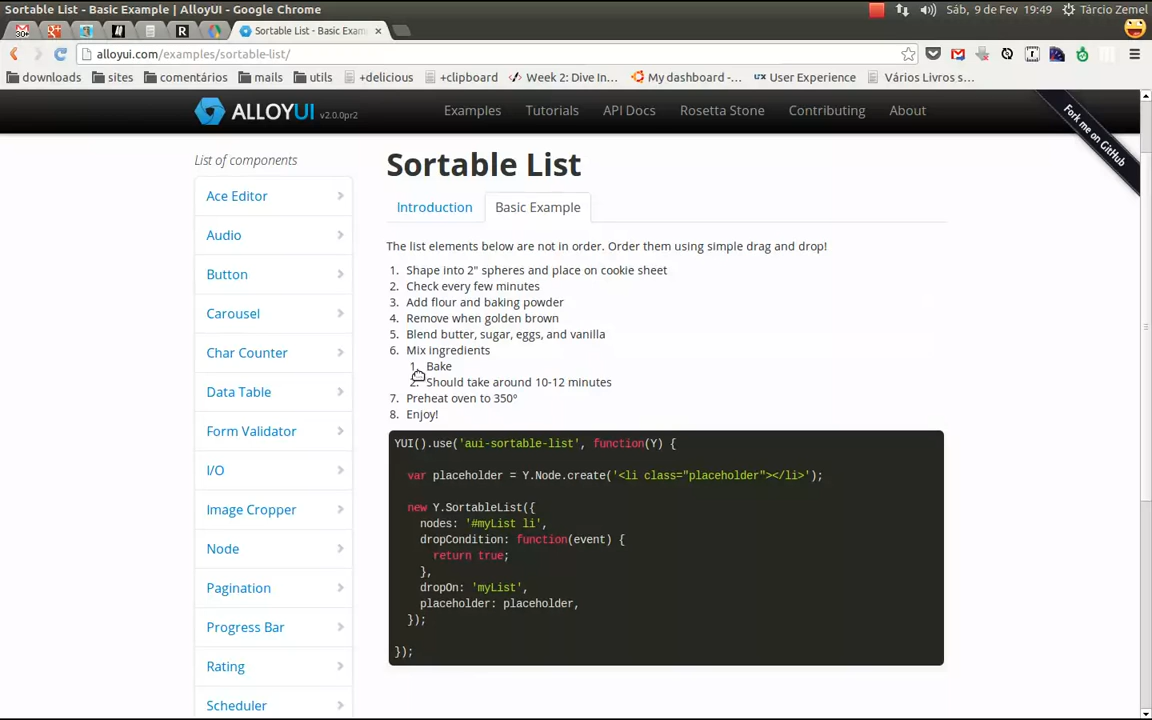 Sortable List - Basic Example | AlloyUI - Google Chrome
Sáb, 9 de Fev 19:49 Tárcio Zemel
30+ R Sortable List - Basic Exam ×
alloyui.com/examples/sortable-list/
downloads sites comentários mails utils +delicious +clipboard Week 2: Dive In... My dashboard -... UX User Experience Vários Livros s...
ALLOYUI v2.0.0pr2 Examples Tutorials API Docs Rosetta Stone Contributing About
Fork me on GitHub
List of components
Ace Editor
Audio
Button
Carousel
Char Counter
Data Table
Form Validator
I/O
Image Cropper
Node
Pagination
Progress Bar
Rating
Scheduler
Sortable List
Introduction Basic Example
The list elements below are not in order. Order them using simple drag and drop!
1. Shape into 2" spheres and place on cookie sheet
2. Check every few minutes
3. Add flour and baking powder
4. Remove when golden brown
5. Blend butter, sugar, eggs, and vanilla
6. Mix ingredients
1. Bake
2. Should take around 10-12 minutes
7. Preheat oven to 350º
8. Enjoy!
YUI().use('aui-sortable-list', function(Y) {
var placeholder = Y.Node.create('<li class="placeholder"></li>');
new Y.SortableList({
nodes: '#myList li',
dropCondition: function(event) {
return true;
},
dropOn: 'myList',
placeholder: placeholder,
});
});